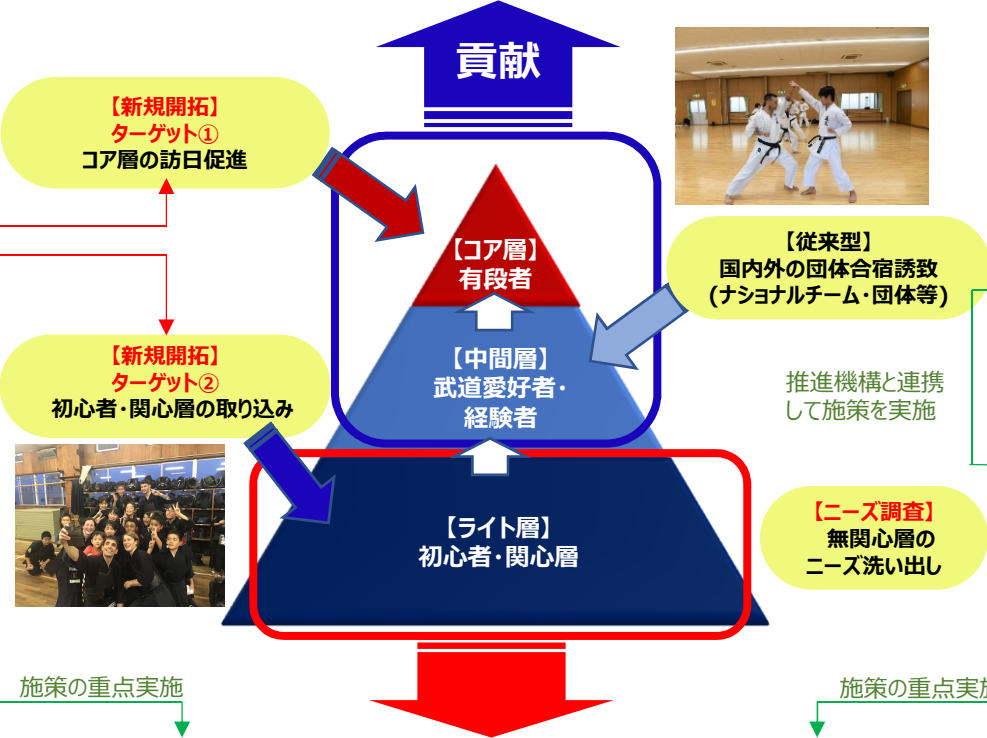 貢献
【新規開拓】
ターゲット①
コア層の訪日促進
【コア層】
有段者
【従来型】
国内外の団体合宿誘致
(ナショナルチーム・団体等)
【新規開拓】
ターゲット②
初心者・関心層の取り込み
【中間層】
武道愛好者・
経験者
推進機構と連携
して施策を実施
【ライト層】
初心者・関心層
【ニーズ調査】
無関心層の
ニーズ洗い出し
施策の重点実施
施策の重点実施